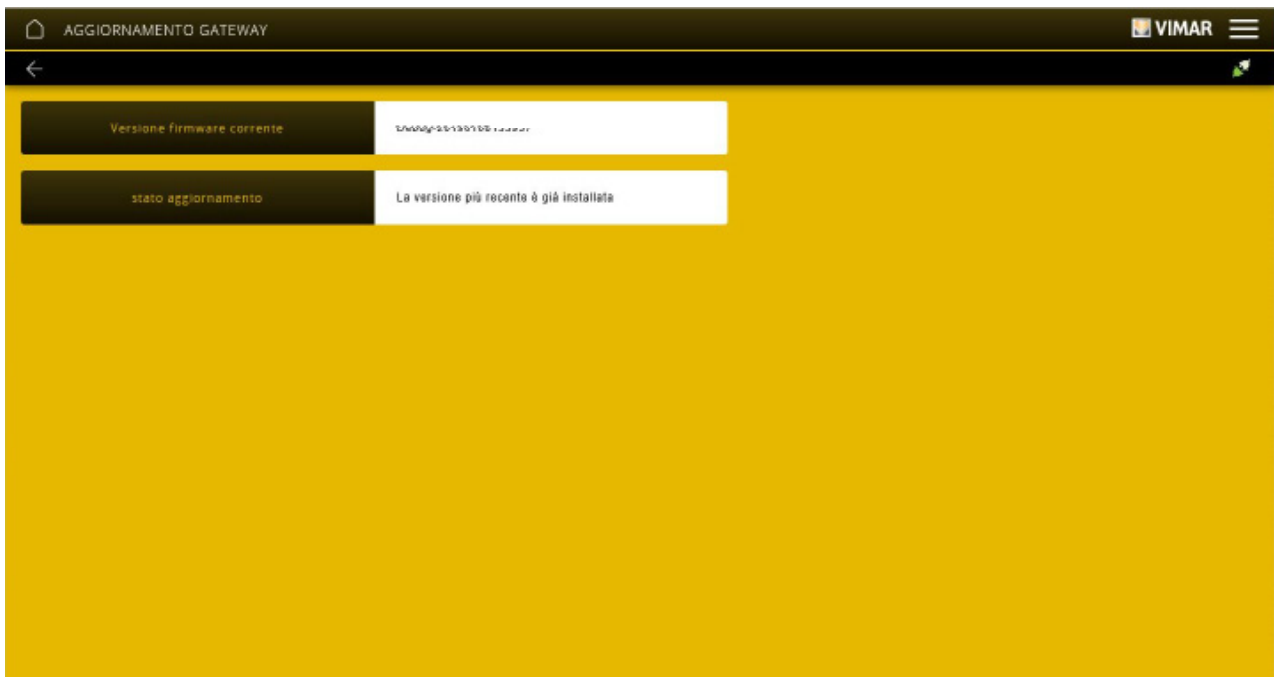 AGGIORNAMENTO GATEWAY
VIMAR
Versione firmware corrente
stato aggiornamento
La versione più recente è già installata